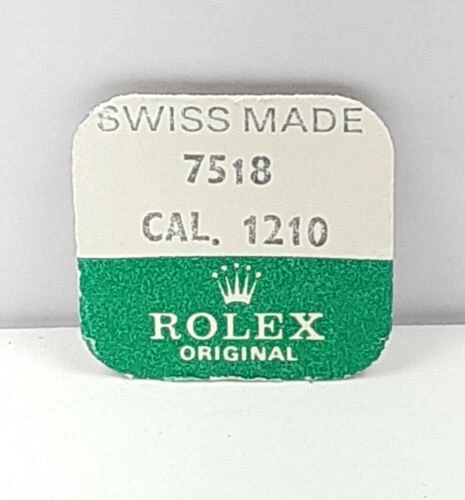 SWISS MADE
7518
CAL. 1210
ROLEX
ORIGINAL